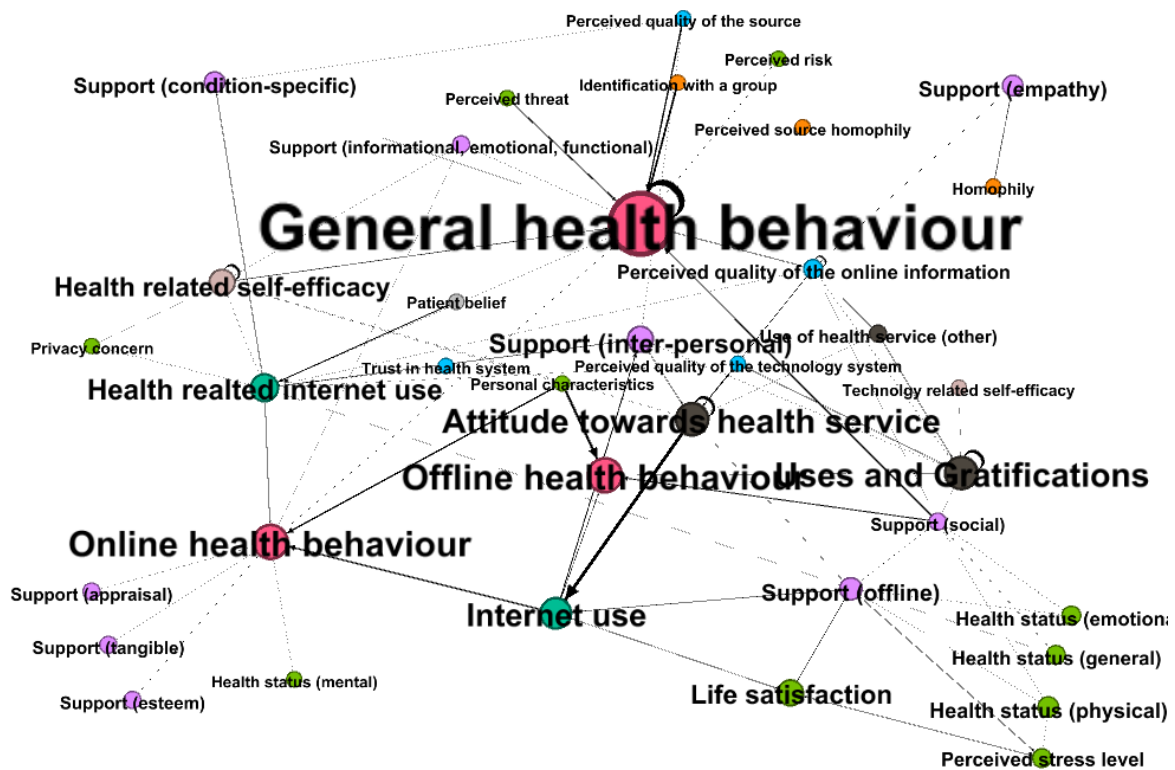 Perceived quality of the source
Perceived risk
Support (condition-specific)
Identification with a group
Support (empathy)
Perceived threat
Perceived source homophily
Support (informational, emotional, functional)
Homophily
General health behaviour
Perceived quality of the online information
Health related self-efficacy
Patient belief
Use of health service (other)
Support (inter-personal)
Privacy concern
Trust in health system
Perceived quality of the technology system
Personal characteristics
Health realted internet use
Technolgy related self-efficacy
Attitude towards health service
Offline health behaviour
Uses and Gratifications
Support (social)
Online health behaviour
Support (appraisal)
Support (offline)
Internet use
Health status (emotiona
Support (tangible)
Health status (general)
Health status (mental)
Life satisfaction
Support (esteem)
Health status (physical)
Perceived stress level